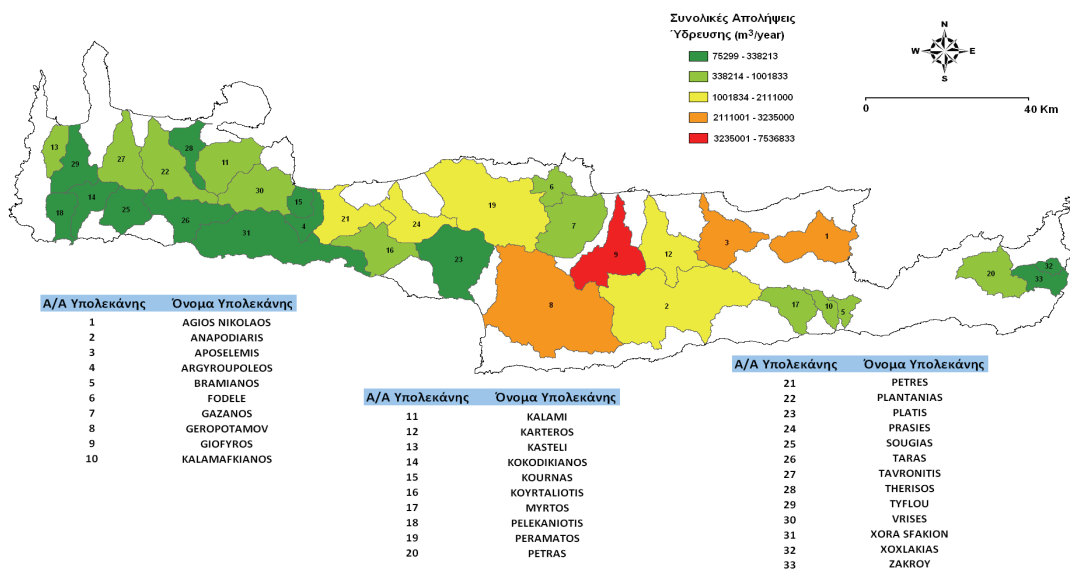 Συνολικές Απολήψεις
Ύδρευσης (m3/year)
75299 - 338213
338214 - 1001833
1001834 - 2111000
2111001 - 3235000
3235001 - 7536833
N
W E
S
0 40 Km
13
29
27
22
28
11
30
14
18
25
26
31
15
4
21
24
16
19
23
6
7
9
8
12
3
1
2
17
10
5
20
32
33
Α/Α Υπολεκάνης Όνομα Υπολεκάνης
1 AGIOS NIKOLAOS
2 ANAPODIARIS
3 APOSELEMIS
4 ARGYROUPOLEOS
5 BRAMIANOS
6 FODELE
7 GAZANOS
8 GEROPOTAMOV
9 GIOFYROS
10 KALAMAFKIANOS
Α/Α Υπολεκάνης Όνομα Υπολεκάνης
11 KALAMI
12 KARTEROS
13 KASTELI
14 KOKODIKIANOS
15 KOURNAS
16 KOYRTALIOTIS
17 MYRTOS
18 PELEKANIOTIS
19 PERAMATOS
20 PETRAS
Α/Α Υπολεκάνης Όνομα Υπολεκάνης
21 PETRES
22 PLANTANIAS
23 PLATIS
24 PRASIES
25 SOUGIAS
26 TARAS
27 TAVRONITIS
28 THERISOS
29 TYFLOU
30 VRISES
31 XORA SFAKION
32 XOXLAKIAS
33 ZAKROY